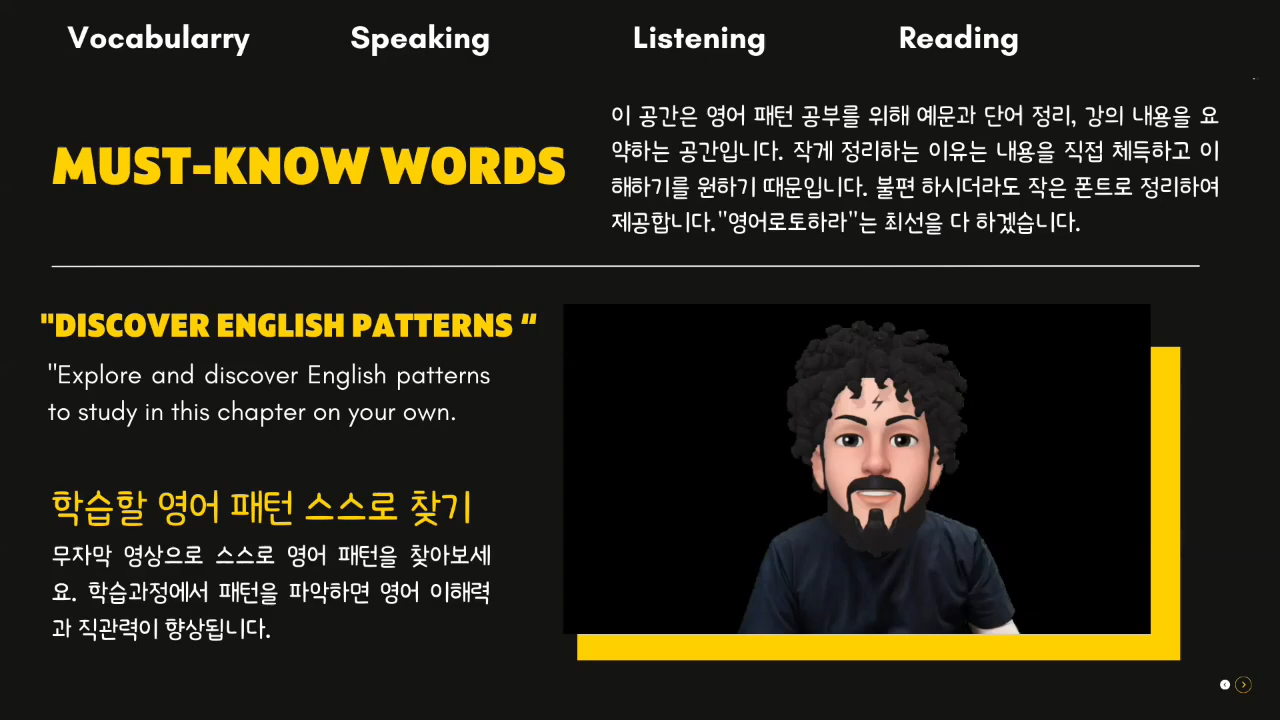 Vocabularry Speaking Listening Reading
MUST-KNOW WORDS
이 공간은 영어 패턴 공부를 위해 예문과 단어 정리, 강의 내용을 요
약하는 공간입니다. 작게 정리하는 이유는 내용을 직접 체득하고 이
해하기를 원하기 때문입니다. 불편 하시더라도 작은 폰트로 정리하여
제공합니다."영어로토하라"는 최선을 다 하겠습니다.
"DISCOVER ENGLISH PATTERNS “
"Explore and discover English patterns
to study in this chapter on your own.
학습할 영어 패턴 스스로 찾기
무자막 영상으로 스스로 영어 패턴을 찾아보세
요. 학습과정에서 패턴을 파악하면 영어 이해력
과 직관력이 향상됩니다.